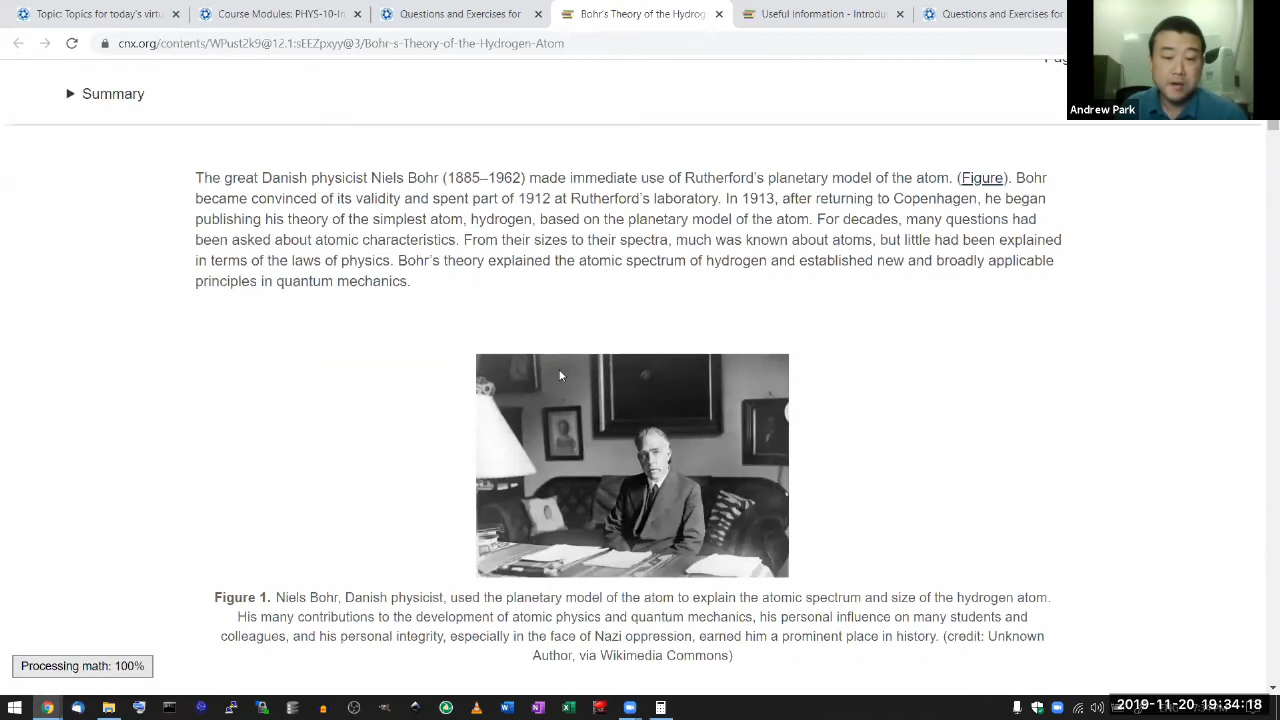 Topic: Topics for today's virtu
Course Modules: PHYS-10-In
Questions and Exercises for
Bohr's Theory of the Hydrog
Useful Information - Introdu
Questions and Exercises for
cnx.org/contents/WPust2k9@12.1:sEEZpxyy@3/Bohr-s-Theory-of-the-Hydrogen-Atom
Andrew Park
Summary
The great Danish physicist Niels Bohr (1885–1962) made immediate use of Rutherford's planetary model of the atom. (Figure). Bohr
became convinced of its validity and spent part of 1912 at Rutherford's laboratory. In 1913, after returning to Copenhagen, he began
publishing his theory of the simplest atom, hydrogen, based on the planetary model of the atom. For decades, many questions had
been asked about atomic characteristics. From their sizes to their spectra, much was known about atoms, but little had been explained
in terms of the laws of physics. Bohr's theory explained the atomic spectrum of hydrogen and established new and broadly applicable
principles in quantum mechanics.
Figure 1. Niels Bohr, Danish physicist, used the planetary model of the atom to explain the atomic spectrum and size of the hydrogen atom.
His many contributions to the development of atomic physics and quantum mechanics, his personal influence on many students and
colleagues, and his personal integrity, especially in the face of Nazi oppression, earned him a prominent place in history. (credit: Unknown
Author, via Wikimedia Commons)
Processing math: 100%
2019-11-20 19:34:18